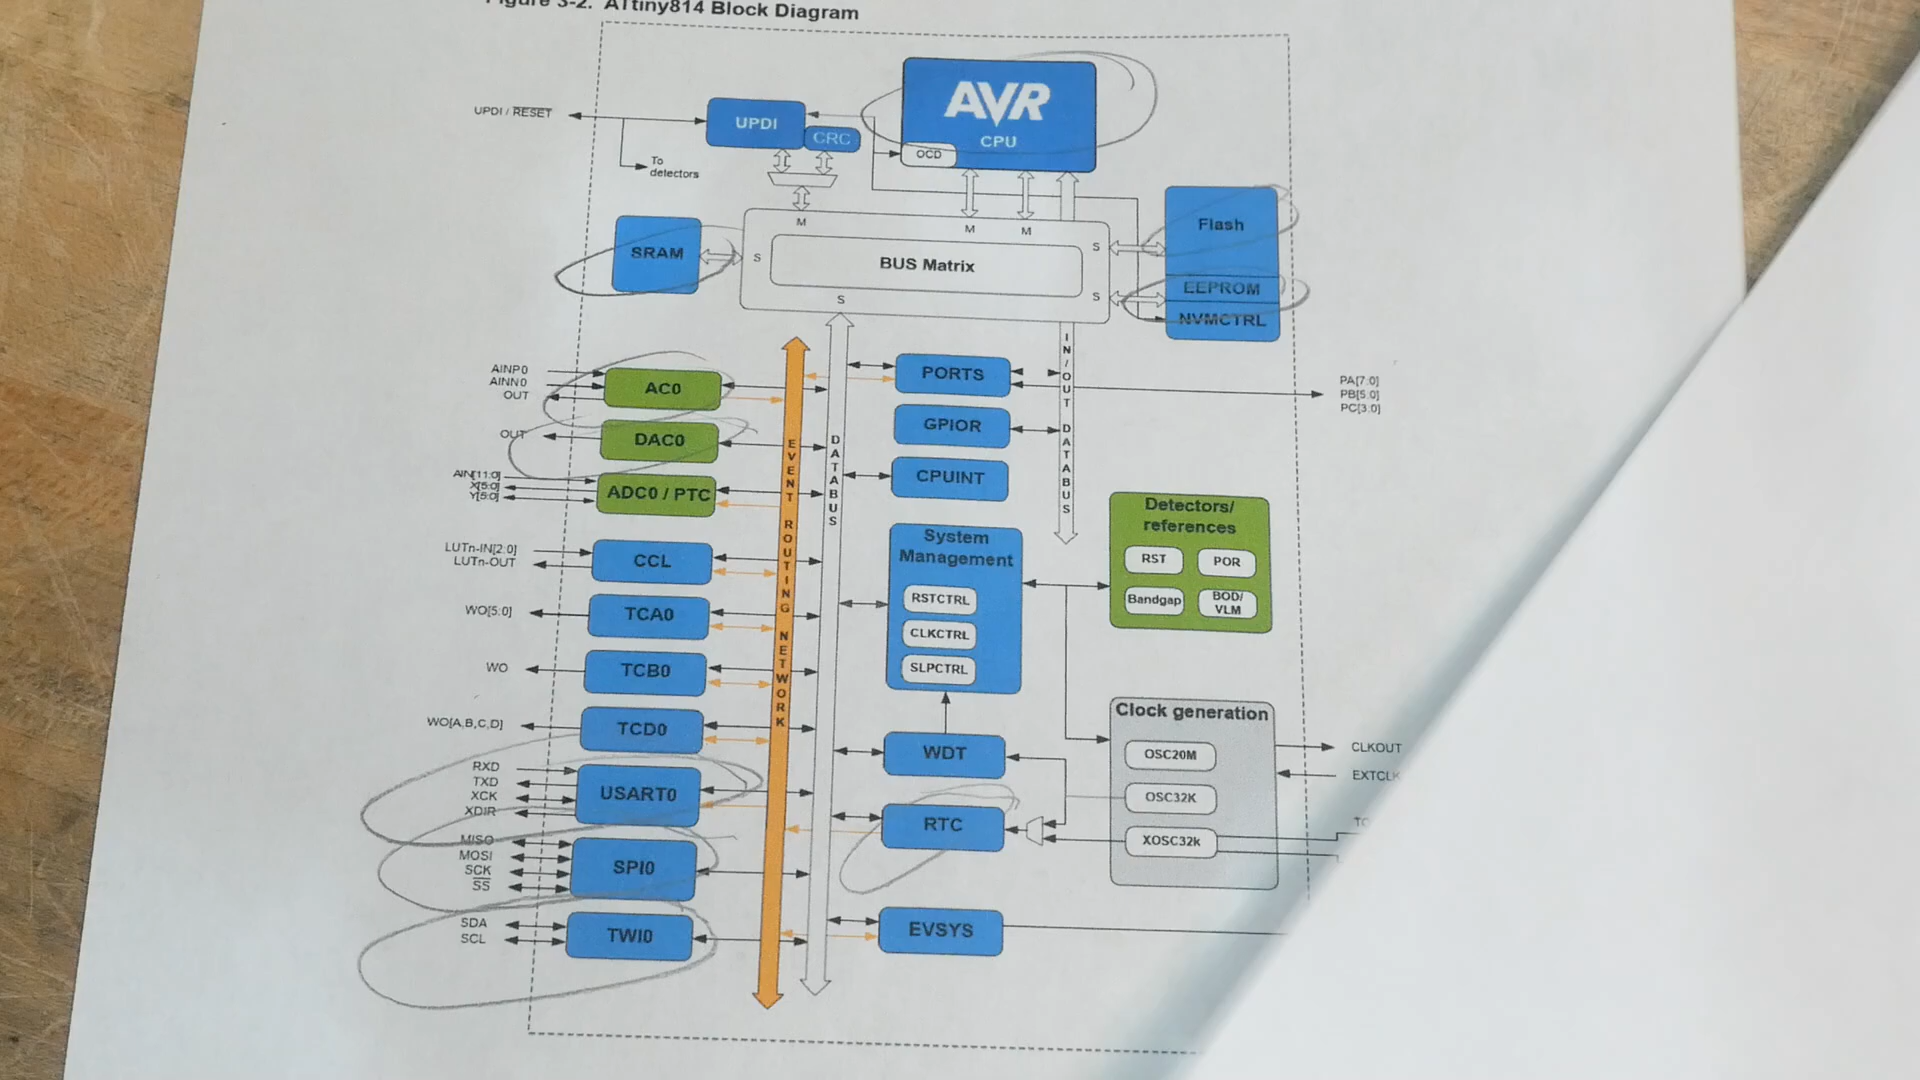 Figure 3-2. ATtiny814 Block Diagram
AVR
CPU
OCD
UPDI / RESET
UPDI
CRC
To
detectors
M
M
M
SRAM
S
BUS Matrix
S
S
S
Flash
EEPROM
NVMCTRL
IN/OUT DATABUS
EVENT ROUTING NETWORK
DATABUS
AINP0
AINN0
OUT
AC0
OUT
DAC0
AIN[11:0]
X[5:0]
Y[5:0]
ADC0 / PTC
LUTn-IN[2:0]
LUTn-OUT
CCL
WO[5:0]
TCA0
WO
TCB0
WO[A,B,C,D]
TCD0
RXD
TXD
XCK
XDIR
USART0
MISO
MOSI
SCK
SS
SPI0
SDA
SCL
TWI0
PORTS
PA[7:0]
PB[5:0]
PC[3:0]
GPIOR
CPUINT
System
Management
RSTCTRL
CLKCTRL
SLPCTRL
WDT
RTC
EVSYS
Detectors/
references
RST
POR
Bandgap
BOD/
VLM
Clock generation
OSC20M
OSC32K
XOSC32k
CLKOUT
EXTCLK